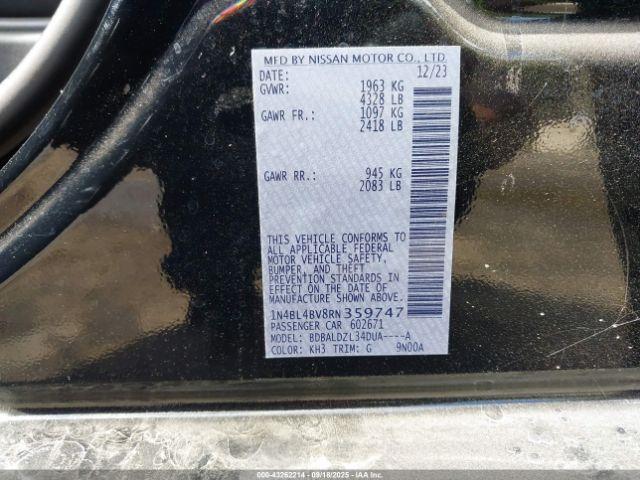 MFD BY NISSAN MOTOR CO., LTD.
DATE: 12/23
GVWR: 1963 KG
4328 LB
GAWR FR.: 1097 KG
2418 LB
GAWR RR.: 945 KG
2083 LB
THIS VEHICLE CONFORMS TO
ALL APPLICABLE FEDERAL
MOTOR VEHICLE SAFETY,
BUMPER, AND THEFT
PREVENTION STANDARDS IN
EFFECT ON THE DATE OF
MANUFACTURE SHOWN ABOVE.
1N4BL4BV8RN359747
PASSENGER CAR 602671
MODEL: BDBALDZL34DUA----A
COLOR: KH3 TRIM: G 9N00A
000-43262214 - 09/18/2025 - IAAI.COM